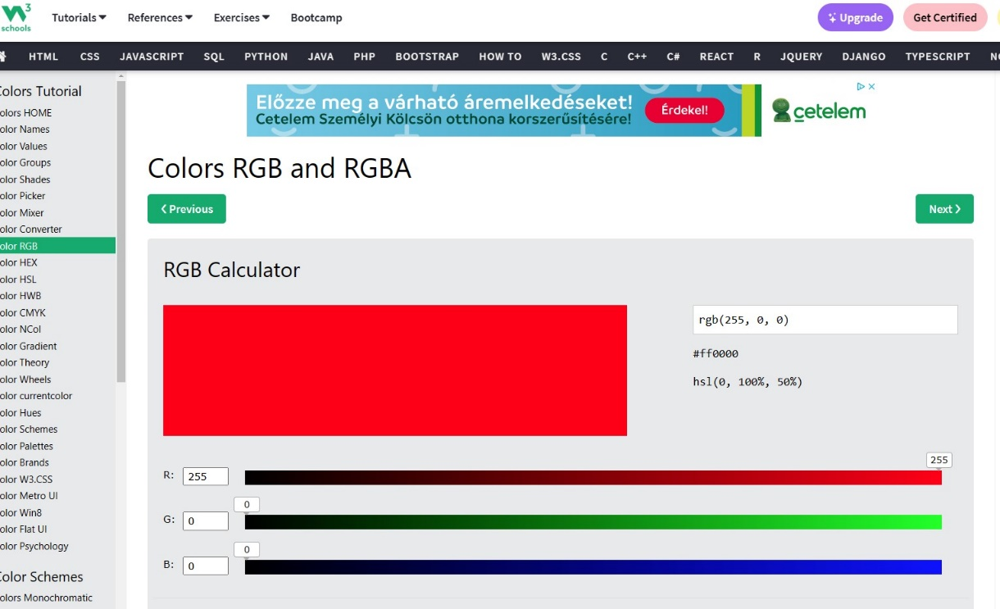 3
schools
Tutorials
References
Exercises
Bootcamp
Upgrade
Get Certified
HTML
CSS
JAVASCRIPT
SQL
PYTHON
JAVA
PHP
BOOTSTRAP
HOW TO
W3.CSS
C
C++
C#
REACT
R
JQUERY
DJANGO
TYPESCRIPT
olors Tutorial
olors HOME
olor Names
olor Values
olor Groups
olor Shades
olor Picker
olor Mixer
olor Converter
olor RGB
olor HEX
olor HSL
olor HWB
olor CMYK
olor NCol
olor Gradient
olor Theory
olor Wheels
olor currentcolor
olor Hues
olor Schemes
olor Palettes
olor Brands
olor W3.CSS
olor Metro UI
olor Win8
olor Flat UI
olor Psychology
olor Schemes
olors Monochromatic
Előzze meg a várható áremelkedéseket!
Cetelem Személyi Kölcsön otthona korszerűsítésére!
Érdekel!
cetelem
Colors RGB and RGBA
Previous
Next
RGB Calculator
rgb(255, 0, 0)
#ff0000
hsl(0, 100%, 50%)
255
R: 255
0
G: 0
0
B: 0